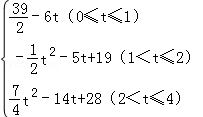 39/2 − 6t (0≤t≤1)
−1/2 t² − 5t+19 (1<t≤2)
7/4 t² − 14t+28 (2<t≤4)